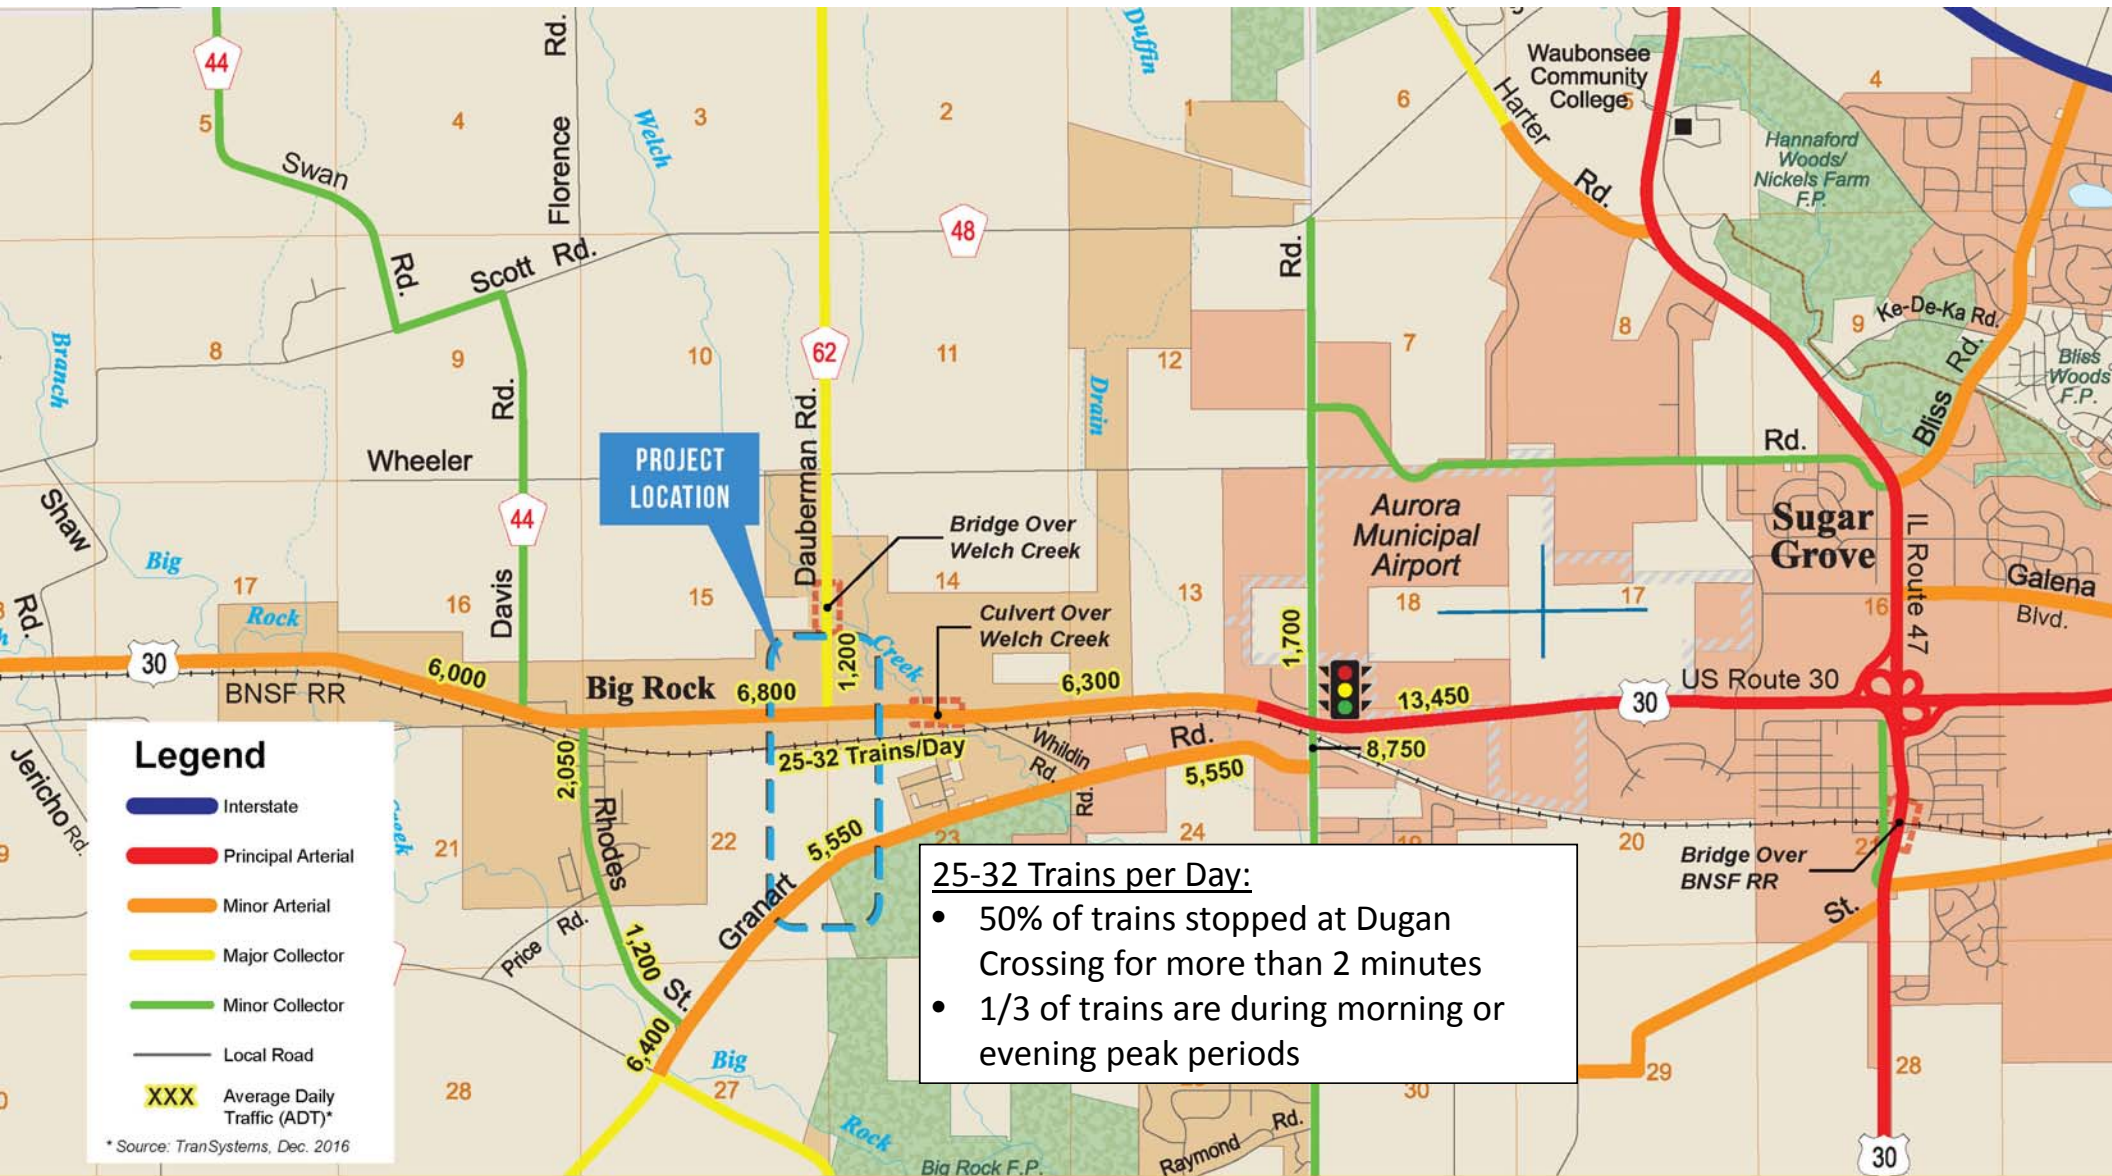 44
5
Swan
Rd.
4
Florence
Rd.
Welch
3
2
48
Duffin
1
6
Harter
Rd.
Waubonsee
Community
College
5
4
Hannaford
Woods/
Nickels Farm
F.P.
Scott Rd.
Rd.
8
9
10
62
11
12
7
8
9
Ke-De-Ka Rd.
Bliss Rd.
Bliss
Woods
F.P.
Branch
Rd.
Drain
Dauberman Rd.
Wheeler
Rd.
Shaw
Rd.
44
Davis
PROJECT
LOCATION
Bridge Over
Welch Creek
Aurora
Municipal
Airport
Sugar
Grove
IL Route 47
Big
Rock
17
16
15
14
13
18
17
16
Galena
Blvd.
Culvert Over
Welch Creek
Creek
1,200
1,700
30
BNSF RR
6,000
Big Rock
6,800
6,300
13,450
30
US Route 30
25-32 Trains/Day
Whildin
Rd.
Rd.
Rd.
5,550
8,750
2,050
Rhodes
St.
Jericho Rd.
Creek
21
22
23
24
19
20
21
5,550
Granart
Price Rd.
1,200
6,400
Bridge Over
BNSF RR
St.
28
27
Big
Rock
Big Rock F.P.
Raymond Rd.
30
29
28
30
Legend
Interstate
Principal Arterial
Minor Arterial
Major Collector
Minor Collector
Local Road
XXX Average Daily
Traffic (ADT)*
* Source: TranSystems, Dec. 2016
25-32 Trains per Day:
• 50% of trains stopped at Dugan
Crossing for more than 2 minutes
• 1/3 of trains are during morning or
evening peak periods